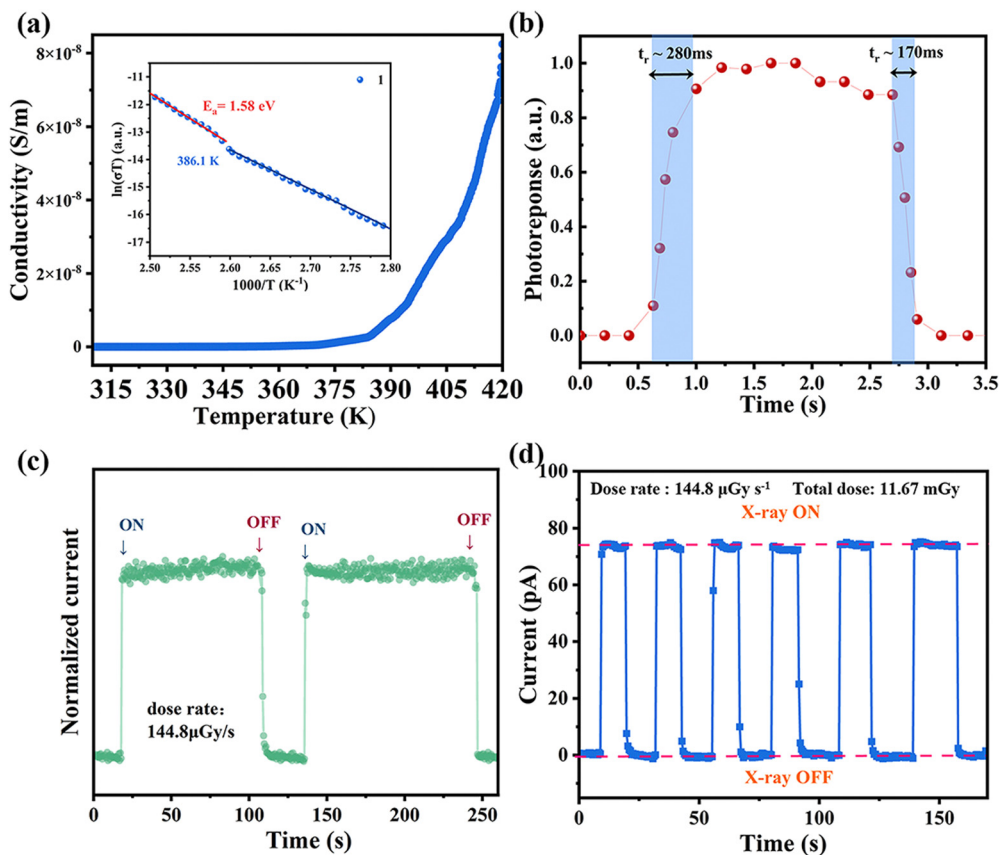 (a)
Conductivity (S/m)
8×10⁻⁸
6×10⁻⁸
4×10⁻⁸
2×10⁻⁸
0
315 330 345 360 375 390 405 420
Temperature (K)
ln(σT) (a.u.)
-11
-12
-13
-14
-15
-16
-17
2.50 2.55 2.60 2.65 2.70 2.75 2.80
1000/T (K⁻¹)
1
Eₐ= 1.58 eV
386.1 K
(b)
Photoreponse (a.u.)
1.0
0.8
0.6
0.4
0.2
0.0
0.0 0.5 1.0 1.5 2.0 2.5 3.0 3.5
Time (s)
tᵣ ~ 280ms
tᵣ ~ 170ms
(c)
Normalized current
ON
OFF
ON
OFF
dose rate:
144.8μGy/s
0 50 100 150 200 250
Time (s)
(d)
Current (pA)
100
80
60
40
20
0
-20
Dose rate : 144.8 μGy s⁻¹ Total dose: 11.67 mGy
X-ray ON
X-ray OFF
0 50 100 150
Time (s)